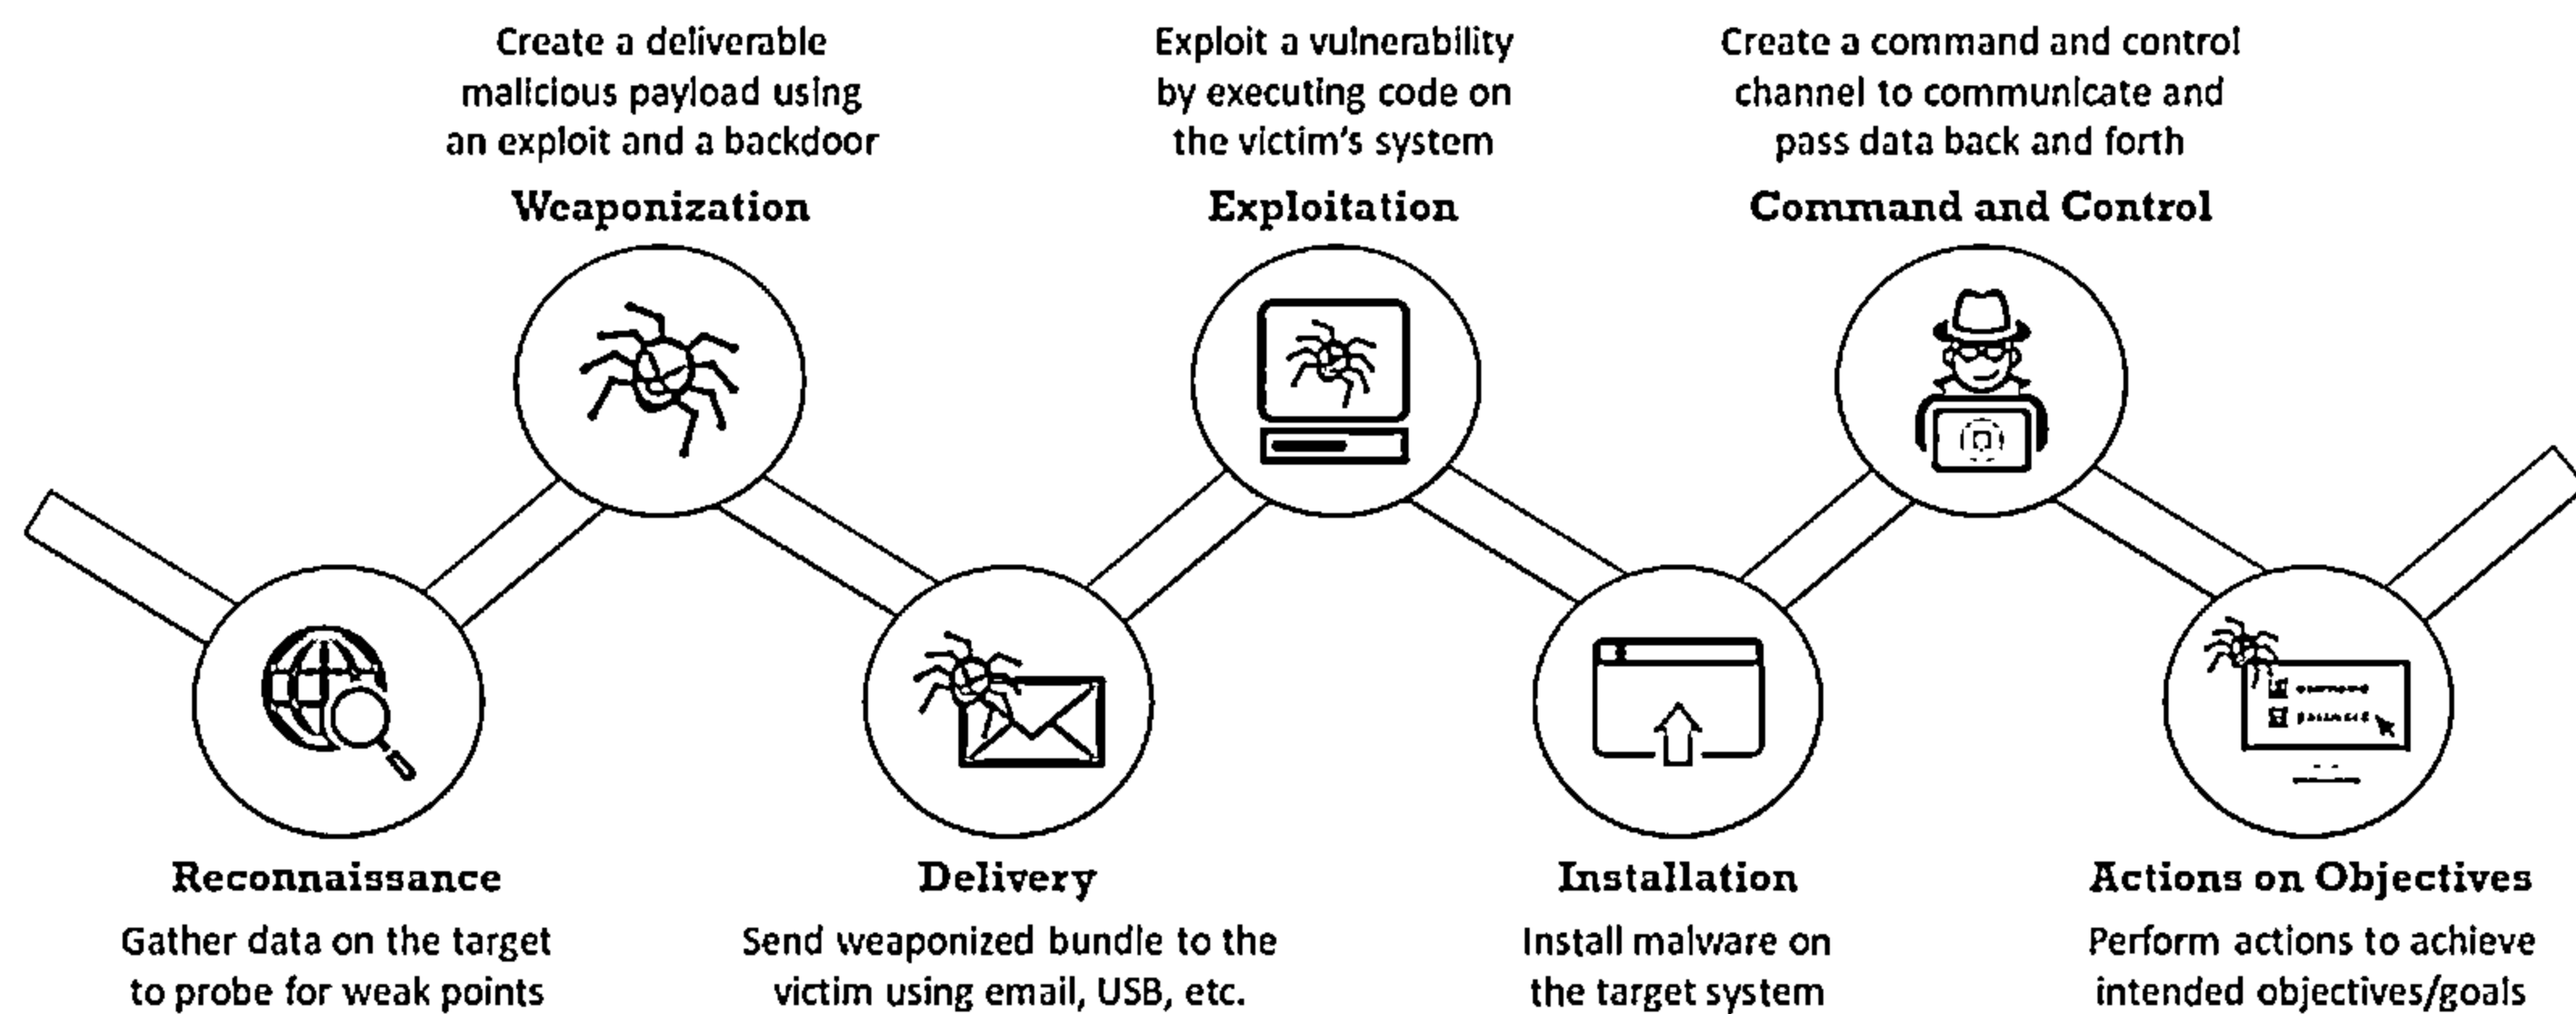 Create a deliverable
malicious payload using
an exploit and a backdoor
Weaponization
Exploit a vulnerability
by executing code on
the victim's system
Exploitation
Create a command and control
channel to communicate and
pass data back and forth
Command and Control
Reconnaissance
Gather data on the target
to probe for weak points
Delivery
Send weaponized bundle to the
victim using email, USB, etc.
Installation
Install malware on
the target system
Actions on Objectives
Perform actions to achieve
intended objectives/goals